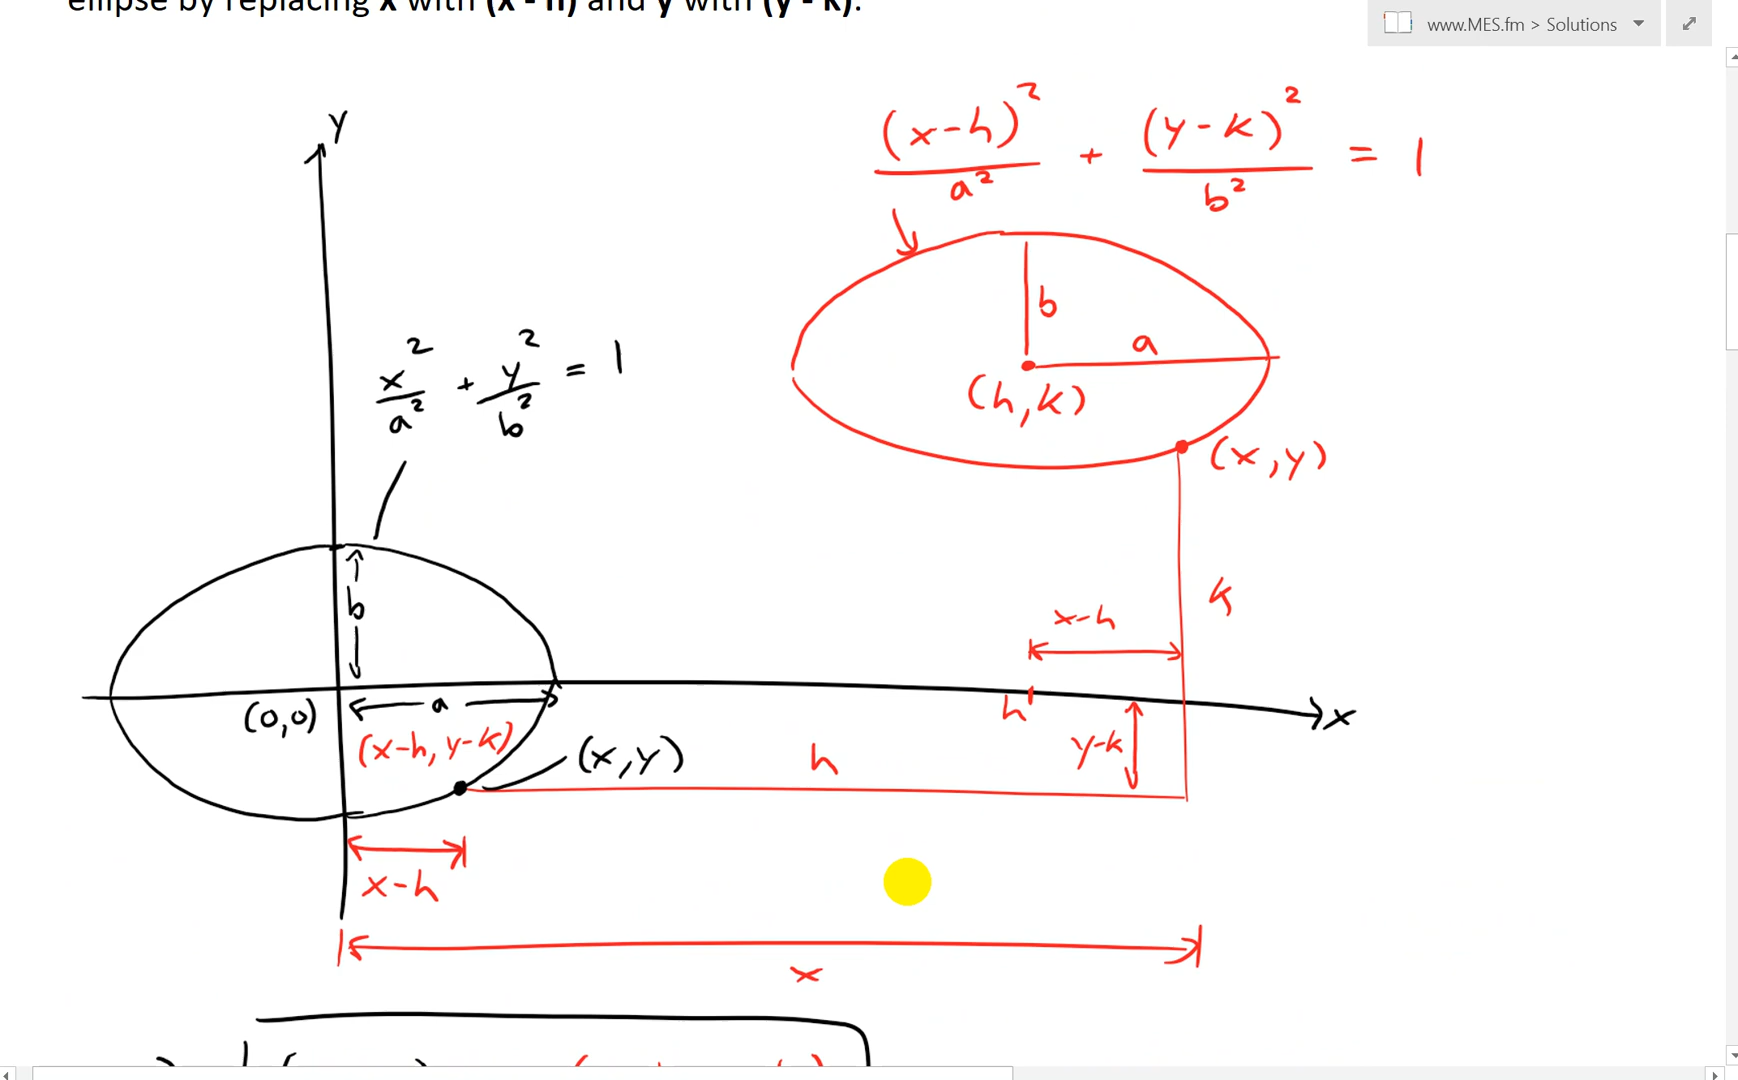 ellipse by replacing x with (x - h) and y with (y - k).
www.MES.fm > Solutions
y
(x-h)² / a² + (y-k)² / b² = 1
b
a
(h,k)
(x,y)
x²/a² + y²/b² = 1
b
k
x-h
(0,0)
a
h
x
(x-h, y-k)
(x,y)
h
y-k
x-h
x